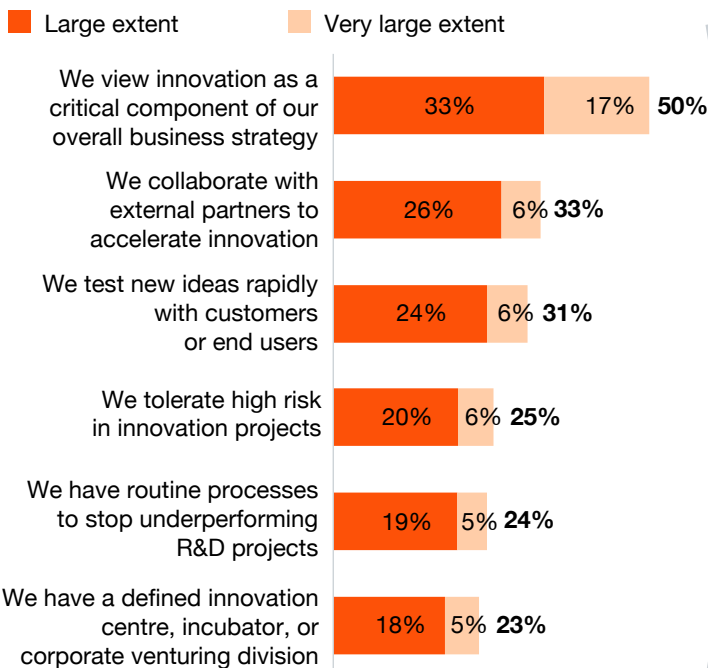 Large extent
Very large extent
We view innovation as a
critical component of our
overall business strategy
33%
17%
50%
We collaborate with
external partners to
accelerate innovation
26%
6%
33%
We test new ideas rapidly
with customers
or end users
24%
6%
31%
We tolerate high risk
in innovation projects
20%
6%
25%
We have routine processes
to stop underperforming
R&D projects
19%
5%
24%
We have a defined innovation
centre, incubator, or
corporate venturing division
18%
5%
23%